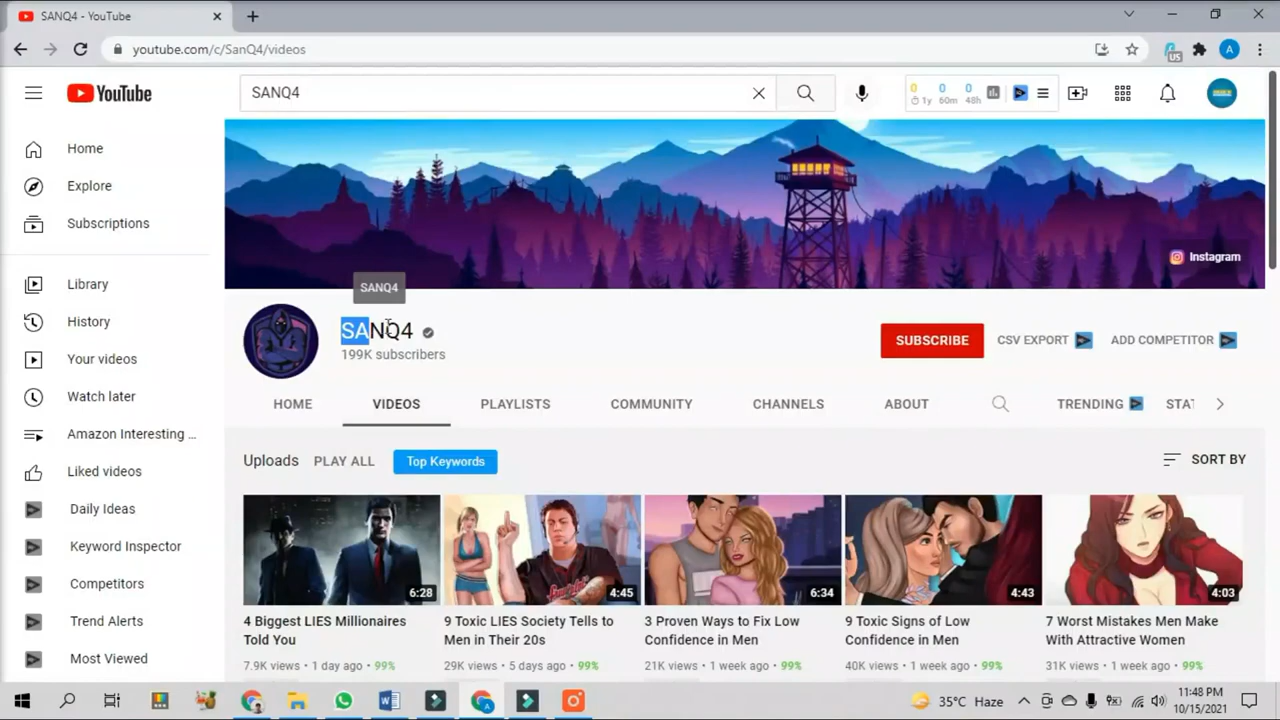 SANQ4 - YouTube
youtube.com/c/SanQ4/videos
A
US
YouTube
SANQ4
0 0 0
1y 60m 48h
Home
Explore
Subscriptions
Library
History
Your videos
Watch later
Amazon Interesting ...
Liked videos
Daily Ideas
Keyword Inspector
Competitors
Trend Alerts
Most Viewed
Instagram
SANQ4
SANQ4
199K subscribers
SUBSCRIBE
CSV EXPORT
ADD COMPETITOR
HOME
VIDEOS
PLAYLISTS
COMMUNITY
CHANNELS
ABOUT
TRENDING
STAT
Uploads
PLAY ALL
Top Keywords
SORT BY
6:28
4 Biggest LIES Millionaires
Told You
7.9K views • 1 day ago • 99%
4:45
9 Toxic LIES Society Tells to
Men in Their 20s
29K views • 5 days ago • 99%
6:34
3 Proven Ways to Fix Low
Confidence in Men
21K views • 1 week ago • 99%
4:43
9 Toxic Signs of Low
Confidence in Men
40K views • 1 week ago • 99%
4:03
7 Worst Mistakes Men Make
With Attractive Women
31K views • 1 week ago • 99%
35°C Haze
11:48 PM
10/15/2021